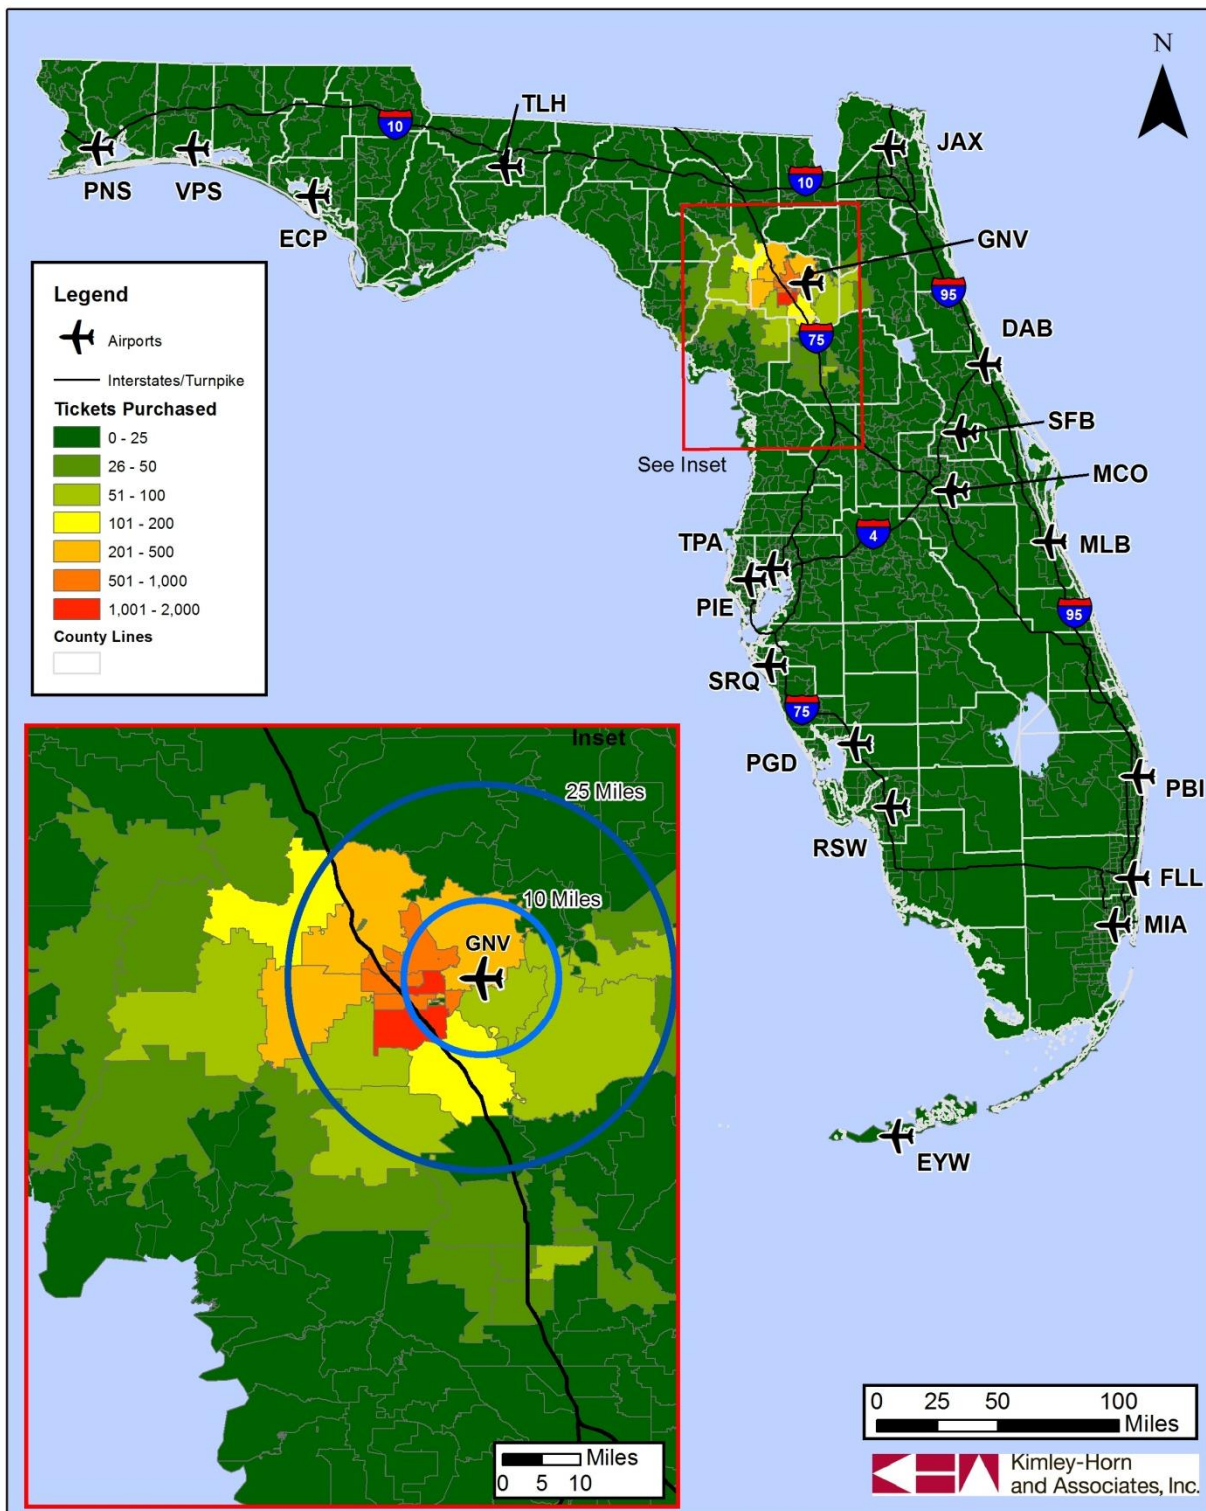 N
TLH
10
JAX
PNS
VPS
10
ECP
GNV
Legend
Airports
Interstates/Turnpike
Tickets Purchased
0 - 25
26 - 50
51 - 100
101 - 200
201 - 500
501 - 1,000
1,001 - 2,000
County Lines
95
DAB
75
SFB
See Inset
MCO
4
TPA
MLB
PIE
95
SRQ
75
PGD
PBI
RSW
FLL
MIA
EYW
Inset
25 Miles
10 Miles
GNV
Miles
0 5 10
0 25 50 100
Miles
Kimley-Horn
and Associates, Inc.